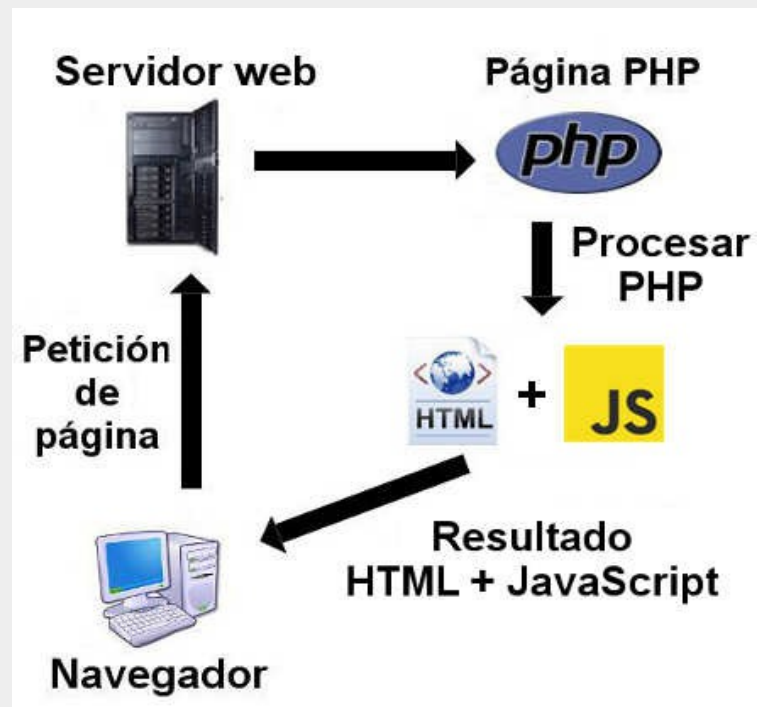 Servidor web
Página PHP
php
Procesar
PHP
Petición
de
página
<>
HTML
+
JS
Resultado
HTML + JavaScript
Navegador